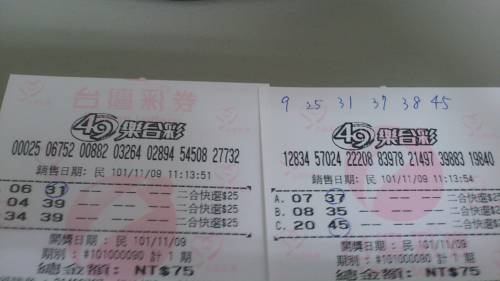 台灣彩券
49樂合彩
00025 06752 00882 03264 02894 54508 27732
銷售日期: 民 101/11/09 11:13:51
06 31 二合快選$25
04 39 二合快選$25
34 39 二合快選$25
開獎日期: 民 101/11/09
期別: #101000090 計 1 期
總金額: NT$75
9 25 31 37 38 45
49樂合彩
12834 57024 22208 83978 21497 39883 19840
銷售日期: 民 101/11/09 11:13:54
A. 07 37 二合快選$25
B. 08 35 二合快選$25
C. 20 45 二合快選$25
開獎日期: 民 101/11/09
期別: #101000090 計 1 期
總金額: NT$75